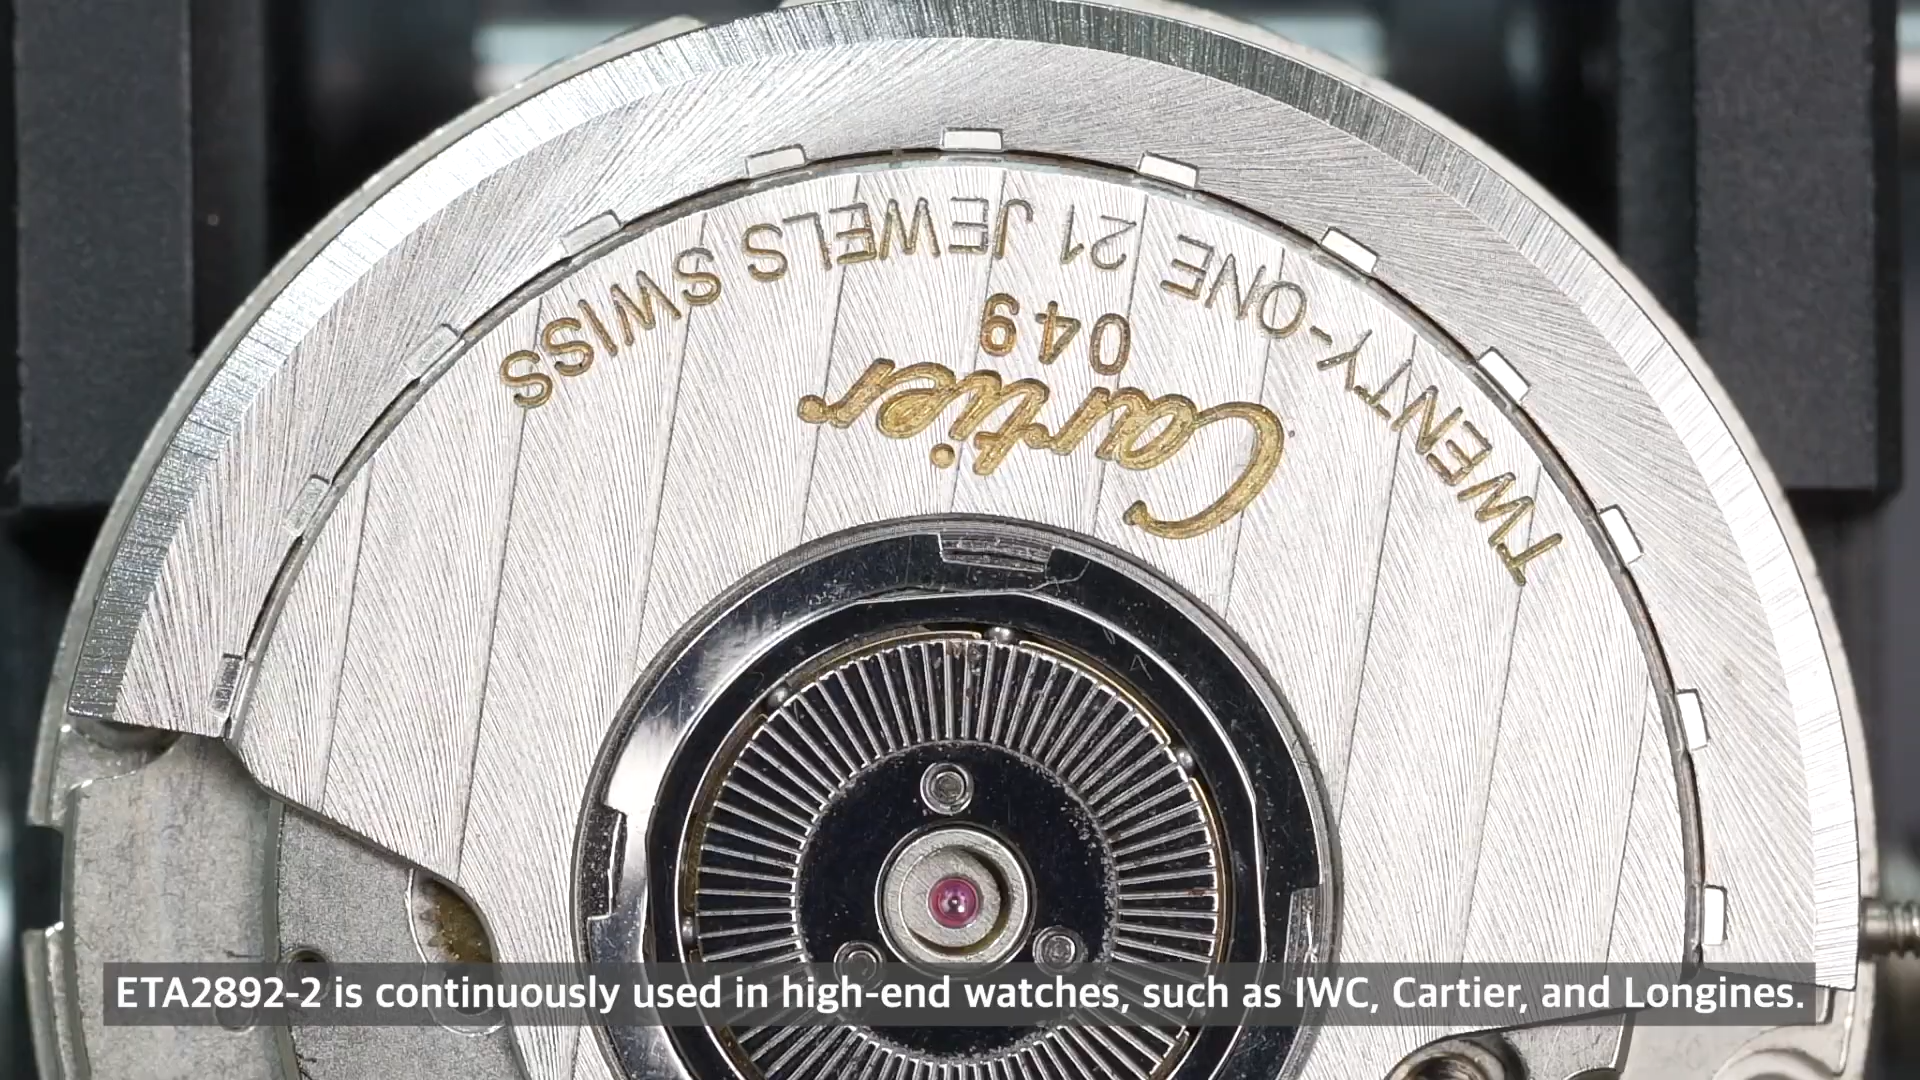 TWENTY-ONE 21 JEWELS SWISS
049
Cartier
ETA2892-2 is continuously used in high-end watches, such as IWC, Cartier, and Longines.